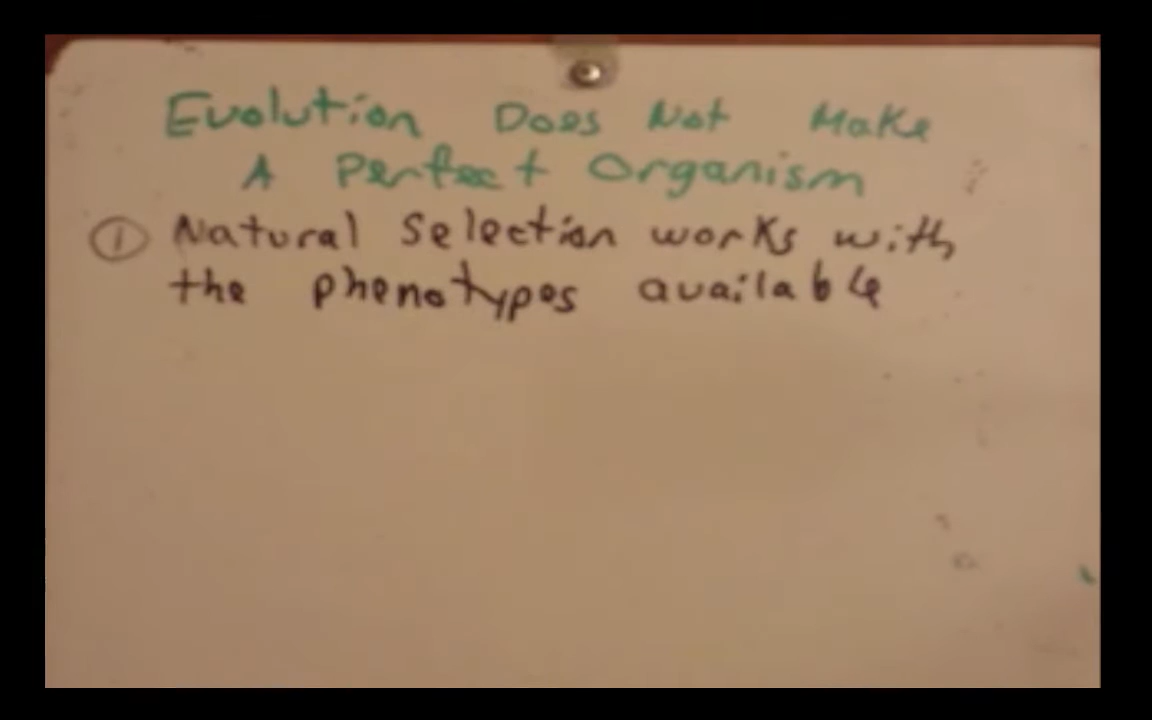 Evolution Does Not Make
A Perfect Organism
① Natural Selection works with
the phenotypes available